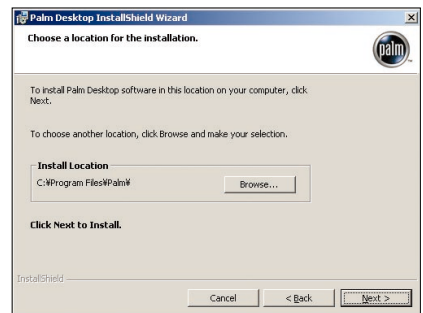 Palm Desktop InstallShield Wizard
Choose a location for the installation.
palm
To install Palm Desktop software in this location on your computer, click
Next.
To choose another location, click Browse and make your selection.
Install Location
C:¥Program Files¥Palm¥
Browse...
Click Next to Install.
InstallShield
Cancel
< Back
Next >